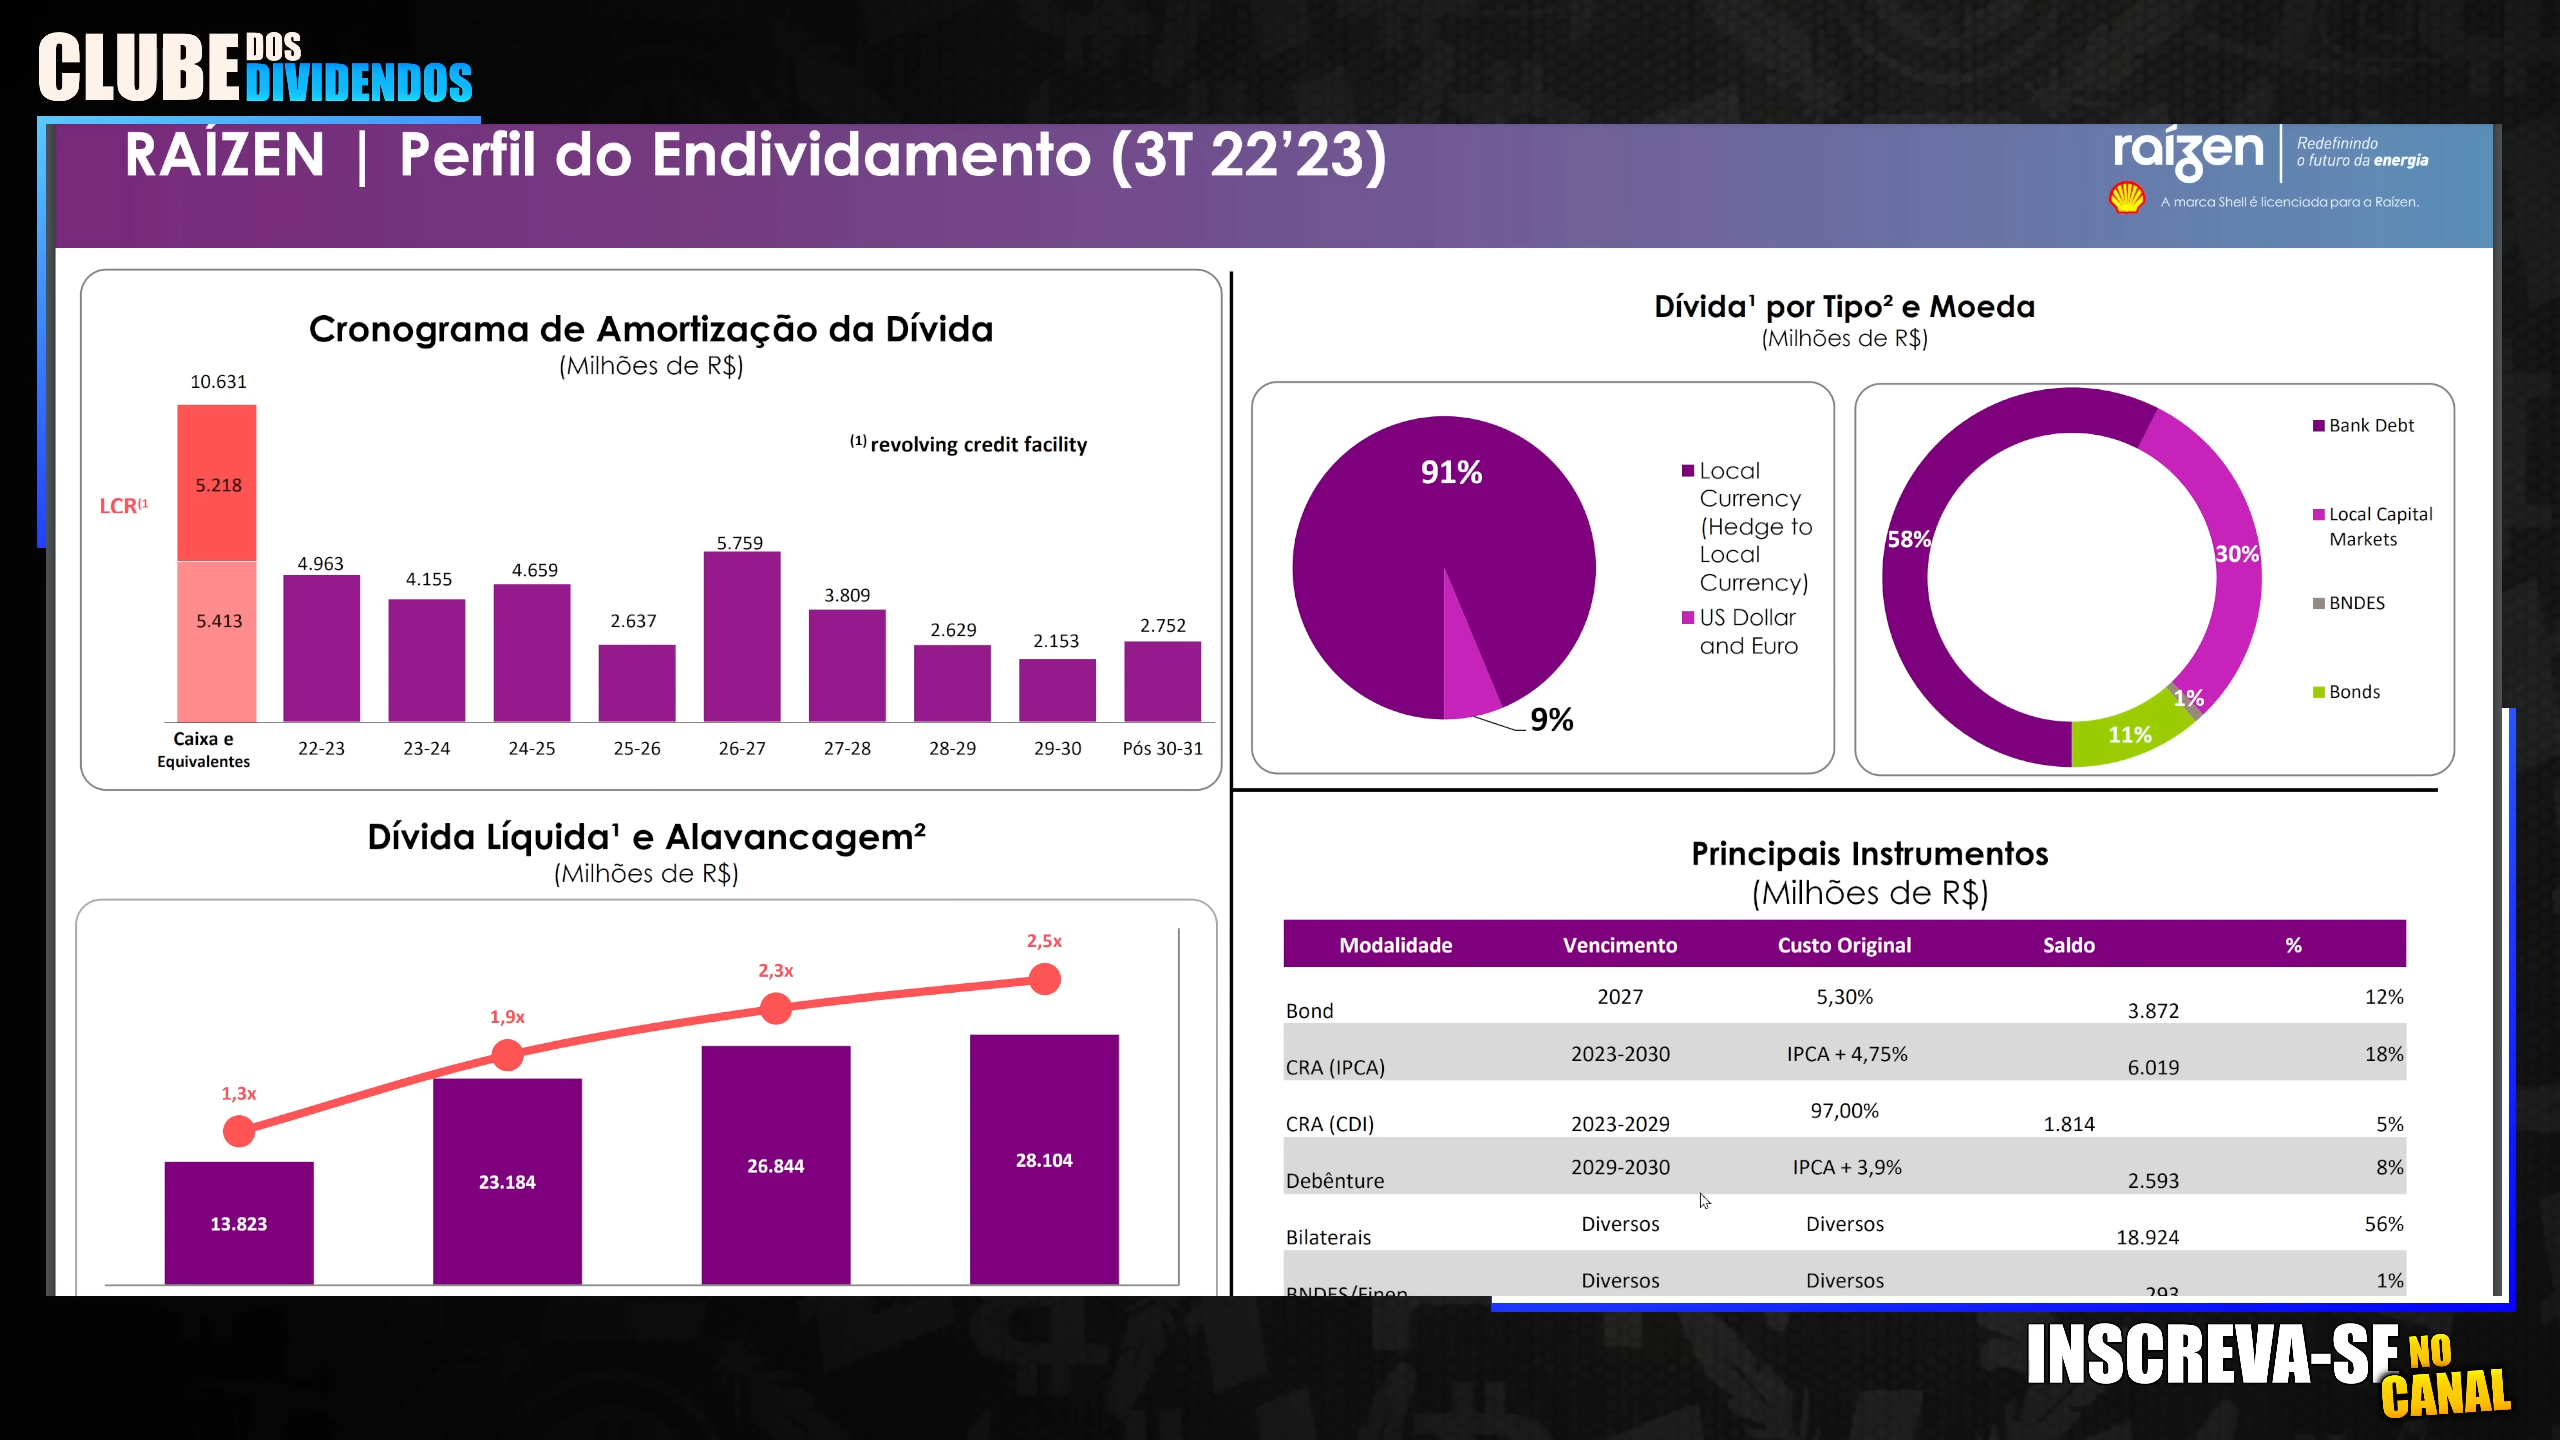 CLUBE DOS
DIVIDENDOS
RAÍZEN | Perfil do Endividamento (3T 22’23)
raízen
Redefinindo
o futuro da energia
A marca Shell é licenciada para a Raízen.
Cronograma de Amortização da Dívida
(Milhões de R$)
10.631
5.218
5.413
LCR(1
(1) revolving credit facility
4.963
4.155
4.659
2.637
5.759
3.809
2.629
2.153
2.752
Caixa e
Equivalentes
22-23
23-24
24-25
25-26
26-27
27-28
28-29
29-30
Pós 30-31
Dívida¹ por Tipo² e Moeda
(Milhões de R$)
91%
9%
Local
Currency
(Hedge to
Local
Currency)
US Dollar
and Euro
58%
30%
1%
11%
Bank Debt
Local Capital
Markets
BNDES
Bonds
Dívida Líquida¹ e Alavancagem²
(Milhões de R$)
1,3x
1,9x
2,3x
2,5x
13.823
23.184
26.844
28.104
Principais Instrumentos
(Milhões de R$)
Modalidade Vencimento Custo Original Saldo %
Bond 2027 5,30% 3.872 12%
CRA (IPCA) 2023-2030 IPCA + 4,75% 6.019 18%
CRA (CDI) 2023-2029 97,00% 1.814 5%
Debênture 2029-2030 IPCA + 3,9% 2.593 8%
Bilaterais Diversos Diversos 18.924 56%
BNDES/Finep Diversos Diversos 293 1%
INSCREVA-SE NO
CANAL